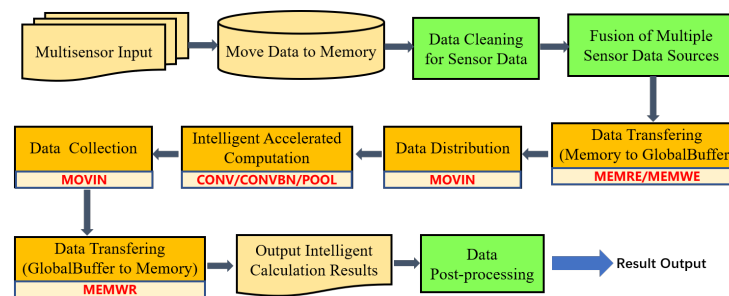 Multisensor Input
Move Data to Memory
Data Cleaning
for Sensor Data
Fusion of Multiple
Sensor Data Sources
Data Collection
MOVIN
Intelligent Accelerated
Computation
CONV/CONVBN/POOL
Data Distribution
MOVIN
Data Transfering
(Memory to GlobalBuffer
MEMRE/MEMWE
Data Transfering
(GlobalBuffer to Memory)
MEMWR
Output Intelligent
Calculation Results
Data
Post-processing
Result Output